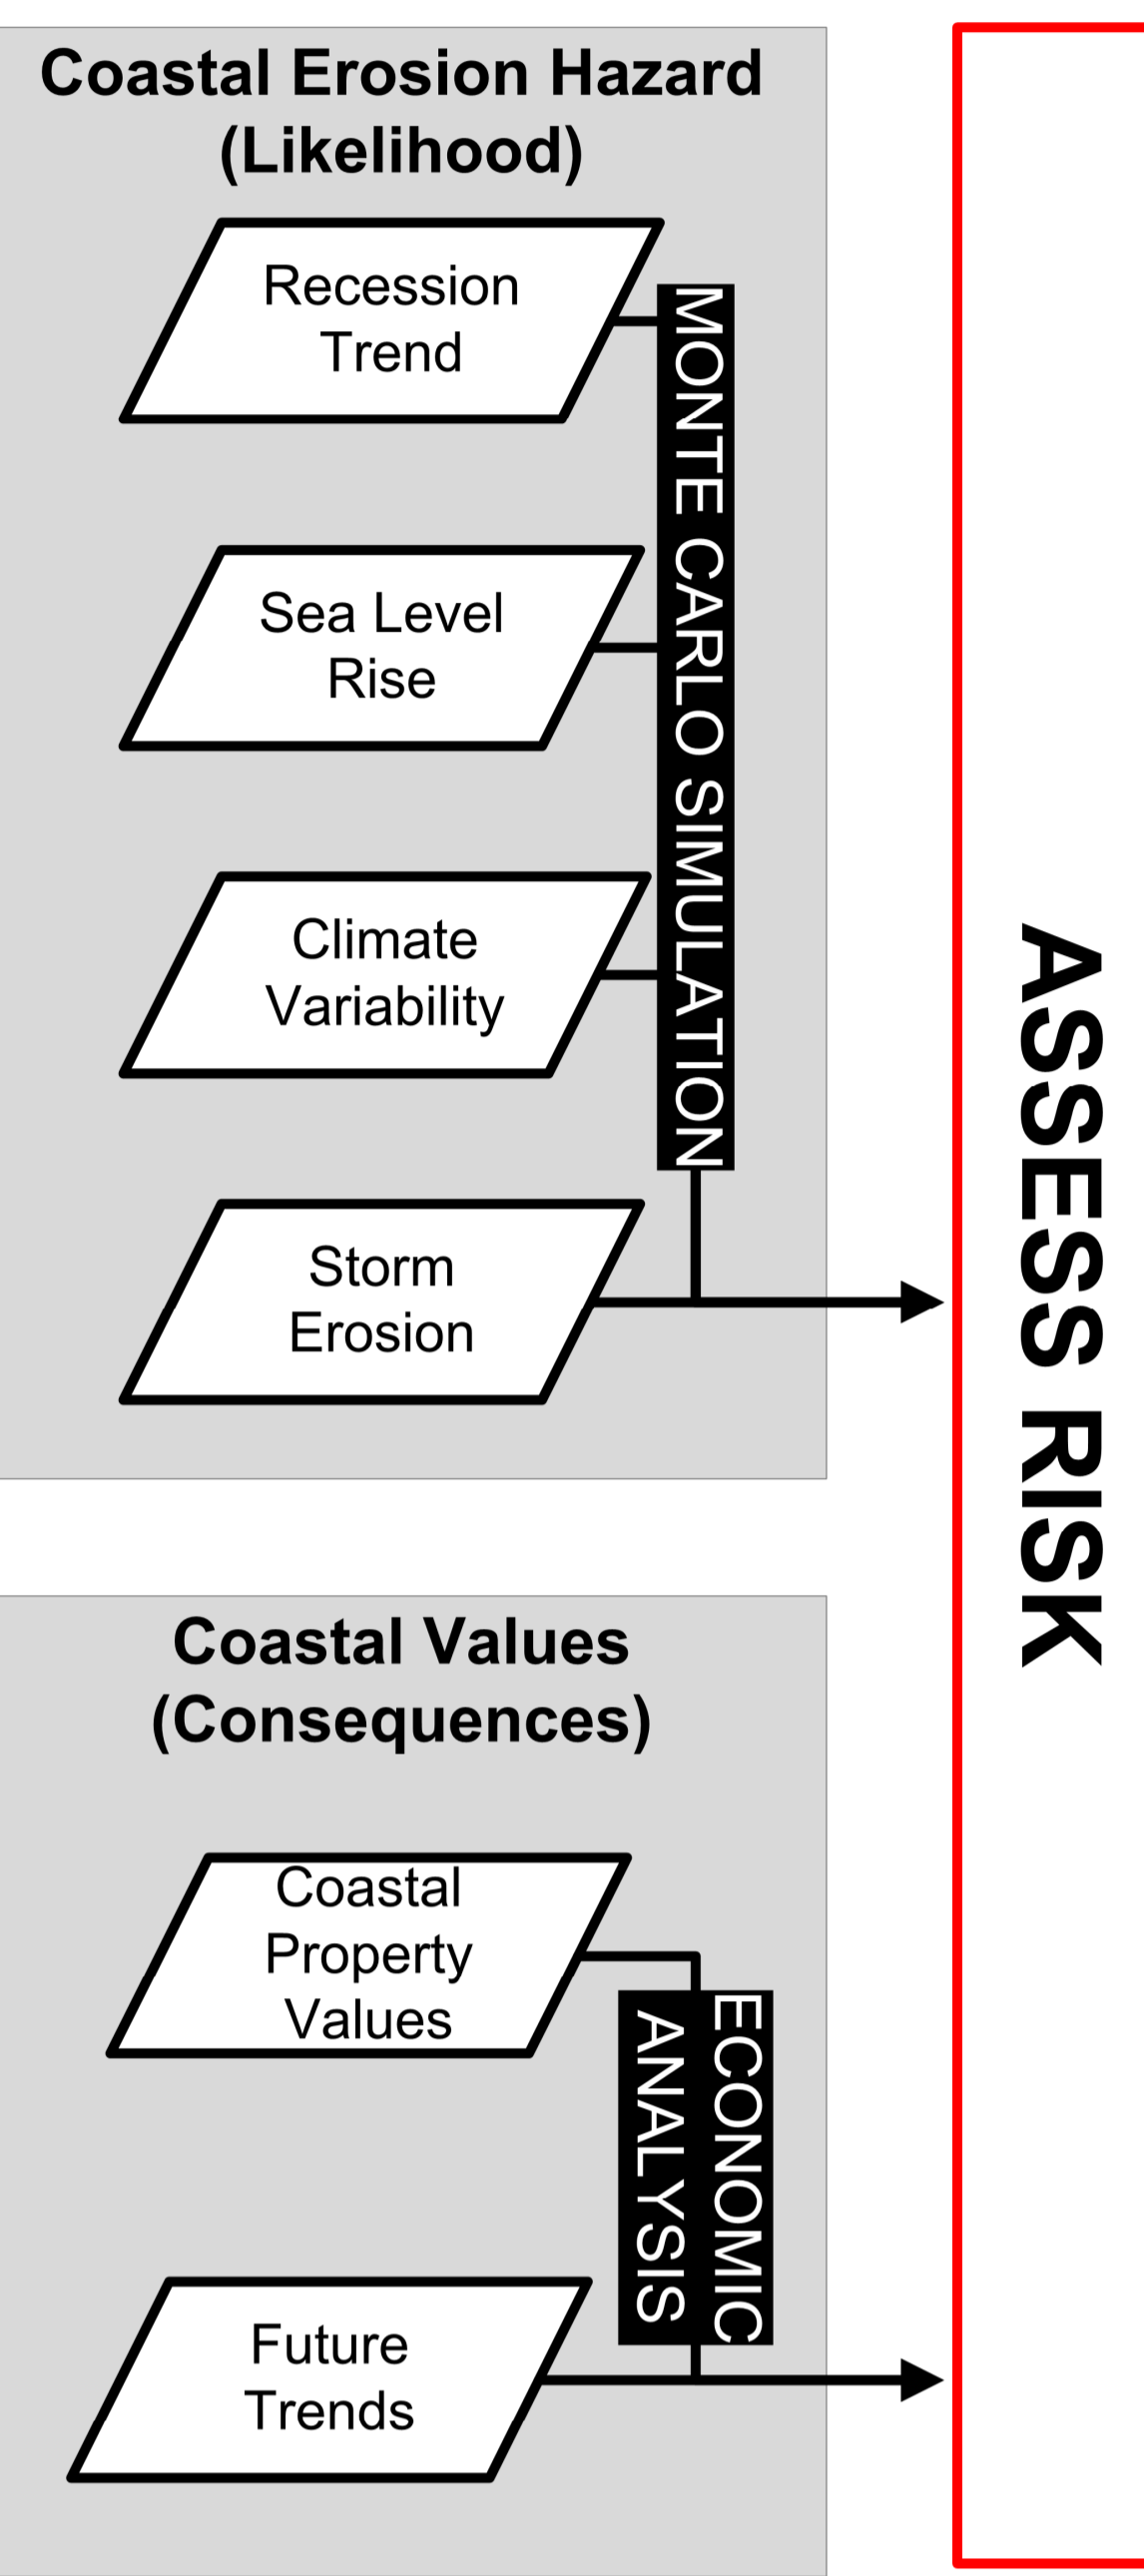 Coastal Erosion Hazard
(Likelihood)
Recession
Trend
Sea Level
Rise
Climate
Variability
Storm
Erosion
MONTE CARLO SIMULATION
Coastal Values
(Consequences)
Coastal
Property
Values
Future
Trends
ECONOMIC
ANALYSIS
ASSESS RISK